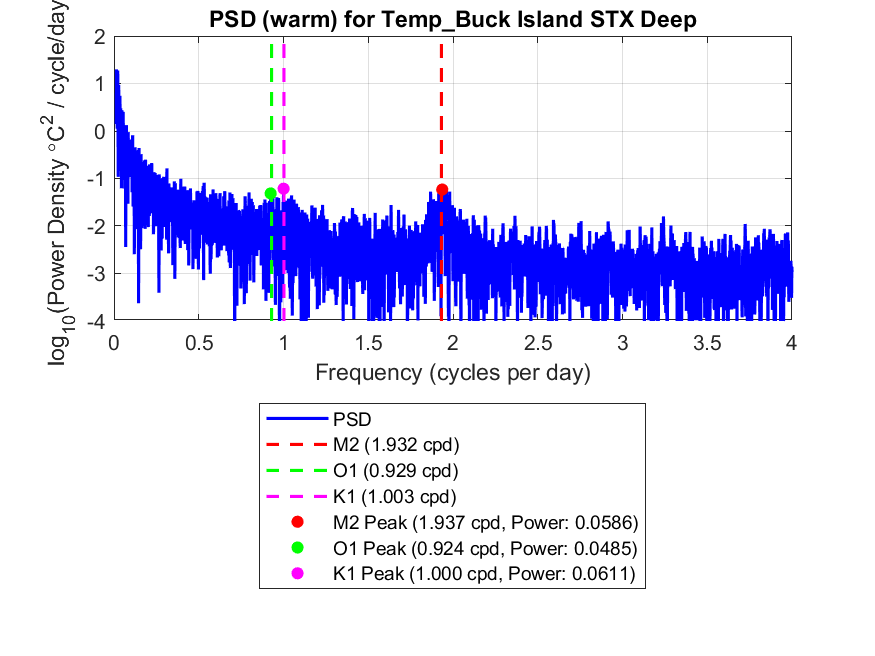 PSD (warm) for Temp_Buck Island STX Deep
log10(Power Density °C2 / cycle/day
2
1
0
-1
-2
-3
-4
0 0.5 1 1.5 2 2.5 3 3.5 4
Frequency (cycles per day)
PSD
M2 (1.932 cpd)
O1 (0.929 cpd)
K1 (1.003 cpd)
M2 Peak (1.937 cpd, Power: 0.0586)
O1 Peak (0.924 cpd, Power: 0.0485)
K1 Peak (1.000 cpd, Power: 0.0611)